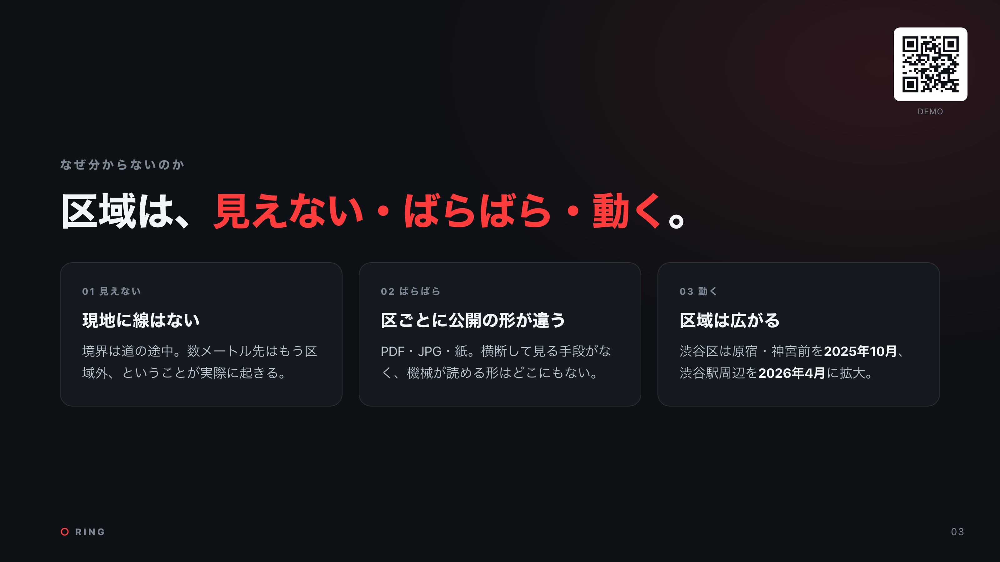 DEMO
なぜ分からないのか
区域は、見えない・ばらばら・動く。
01 見えない
現地に線はない
境界は道の途中。数メートル先はもう区
域外、ということが実際に起きる。
02 ばらばら
区ごとに公開の形が違う
PDF・JPG・紙。横断して見る手段がな
く、機械が読める形はどこにもない。
03 動く
区域は広がる
渋谷区は原宿・神宮前を2025年10月、
渋谷駅周辺を2026年4月に拡大。
RING
03